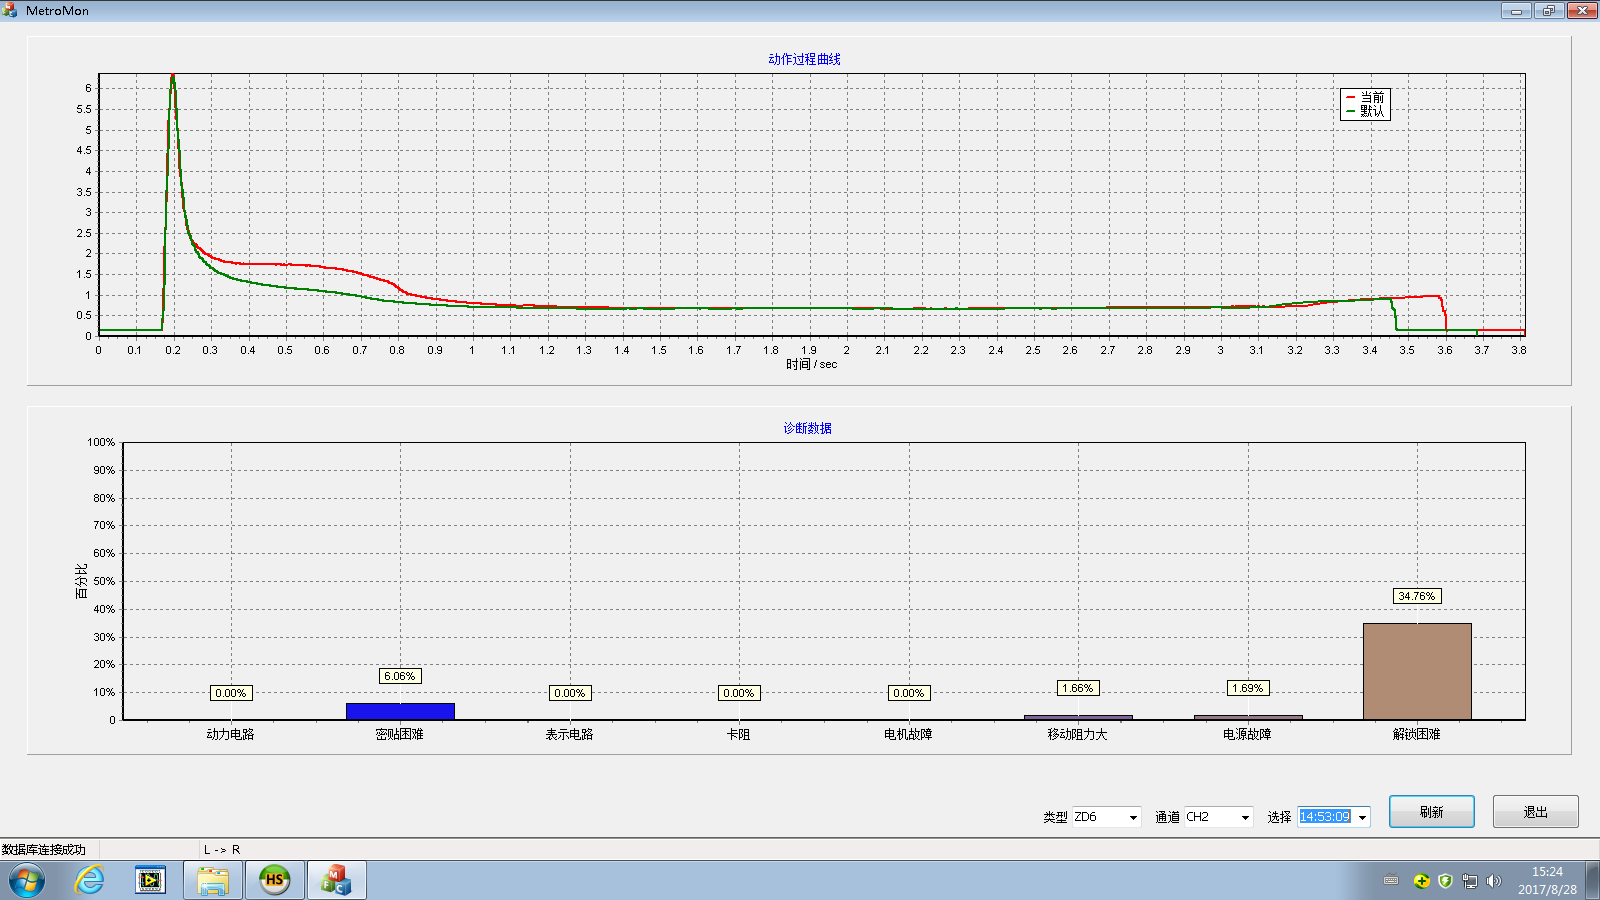 MetroMon
动作过程曲线
当前
默认
6
5.5
5
4.5
4
3.5
3
2.5
2
1.5
1
0.5
0
0 0.1 0.2 0.3 0.4 0.5 0.6 0.7 0.8 0.9 1 1.1 1.2 1.3 1.4 1.5 1.6 1.7 1.8 1.9 2 2.1 2.2 2.3 2.4 2.5 2.6 2.7 2.8 2.9 3 3.1 3.2 3.3 3.4 3.5 3.6 3.7 3.8
时间 / sec
诊断数据
100%
90%
80%
70%
60%
50%
40%
30%
20%
10%
0
百分比
0.00% 6.06% 0.00% 0.00% 0.00% 1.66% 1.69% 34.76%
动力电路 密贴困难 表示电路 卡阻 电机故障 移动阻力大 电源故障 解锁困难
类型 ZD6 通道 CH2 选择 14:53:09 刷新 退出
数据库连接成功 L -> R
HS
M
F C
15:24
2017/8/28